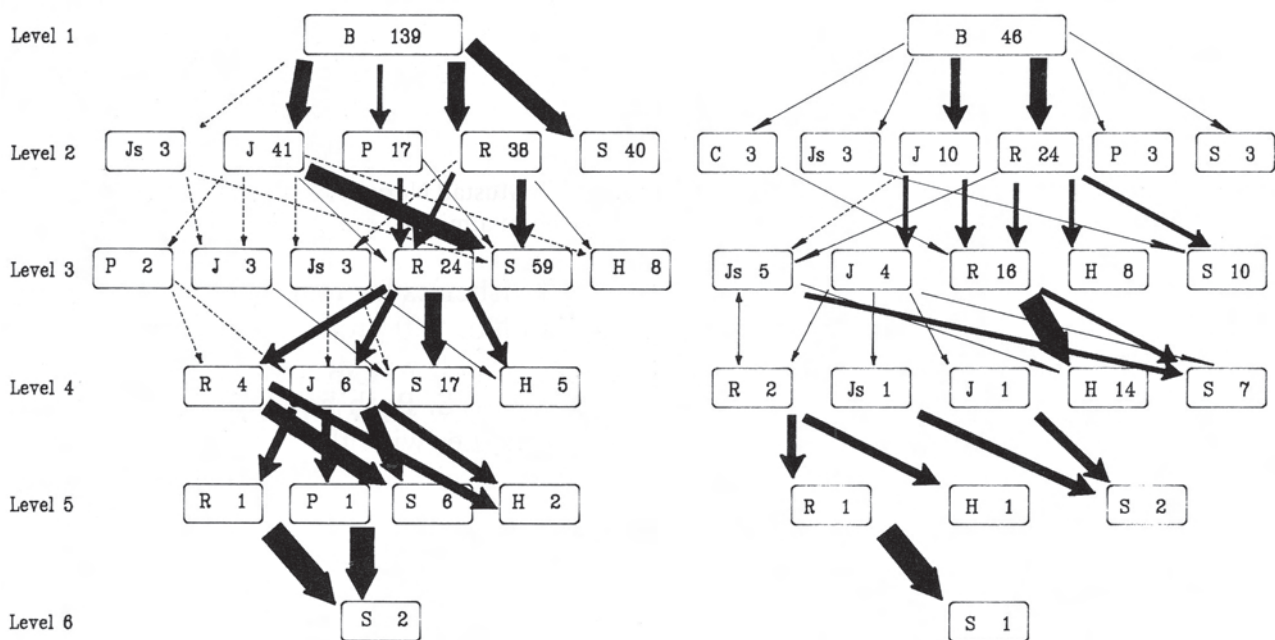 Level 1 B 139 B 46
Level 2 Js 3 J 41 P 17 R 38 S 40 C 3 Js 3 J 10 R 24 P 3 S 3
Level 3 P 2 J 3 Js 3 R 24 S 59 H 8 Js 5 J 4 R 16 H 8 S 10
Level 4 R 4 J 6 S 17 H 5 R 2 Js 1 J 1 H 14 S 7
Level 5 R 1 P 1 S 6 H 2 R 1 H 1 S 2
Level 6 S 2 S 1